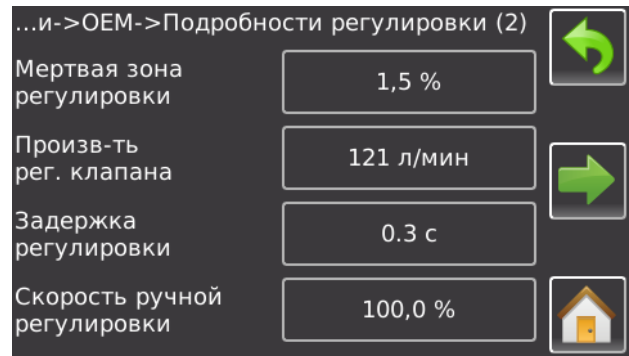 ...и->OEM->Подробности регулировки (2)
Мертвая зона
регулировки
1,5 %
Произв-ть
рег. клапана
121 л/мин
Задержка
регулировки
0.3 с
Скорость ручной
регулировки
100,0 %